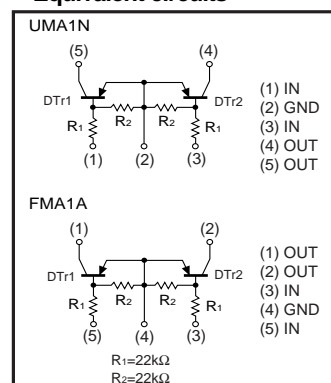 UMA1N
(5) (4)
DTr1 DTr2
R1 R2 R2 R1
(1) (2) (3)
(1) IN
(2) GND
(3) IN
(4) OUT
(5) OUT
FMA1A
(1) (2)
DTr1 DTr2
R1 R2 R2 R1
(5) (4) (3)
(1) OUT
(2) OUT
(3) IN
(4) GND
(5) IN
R1=22kΩ
R2=22kΩ